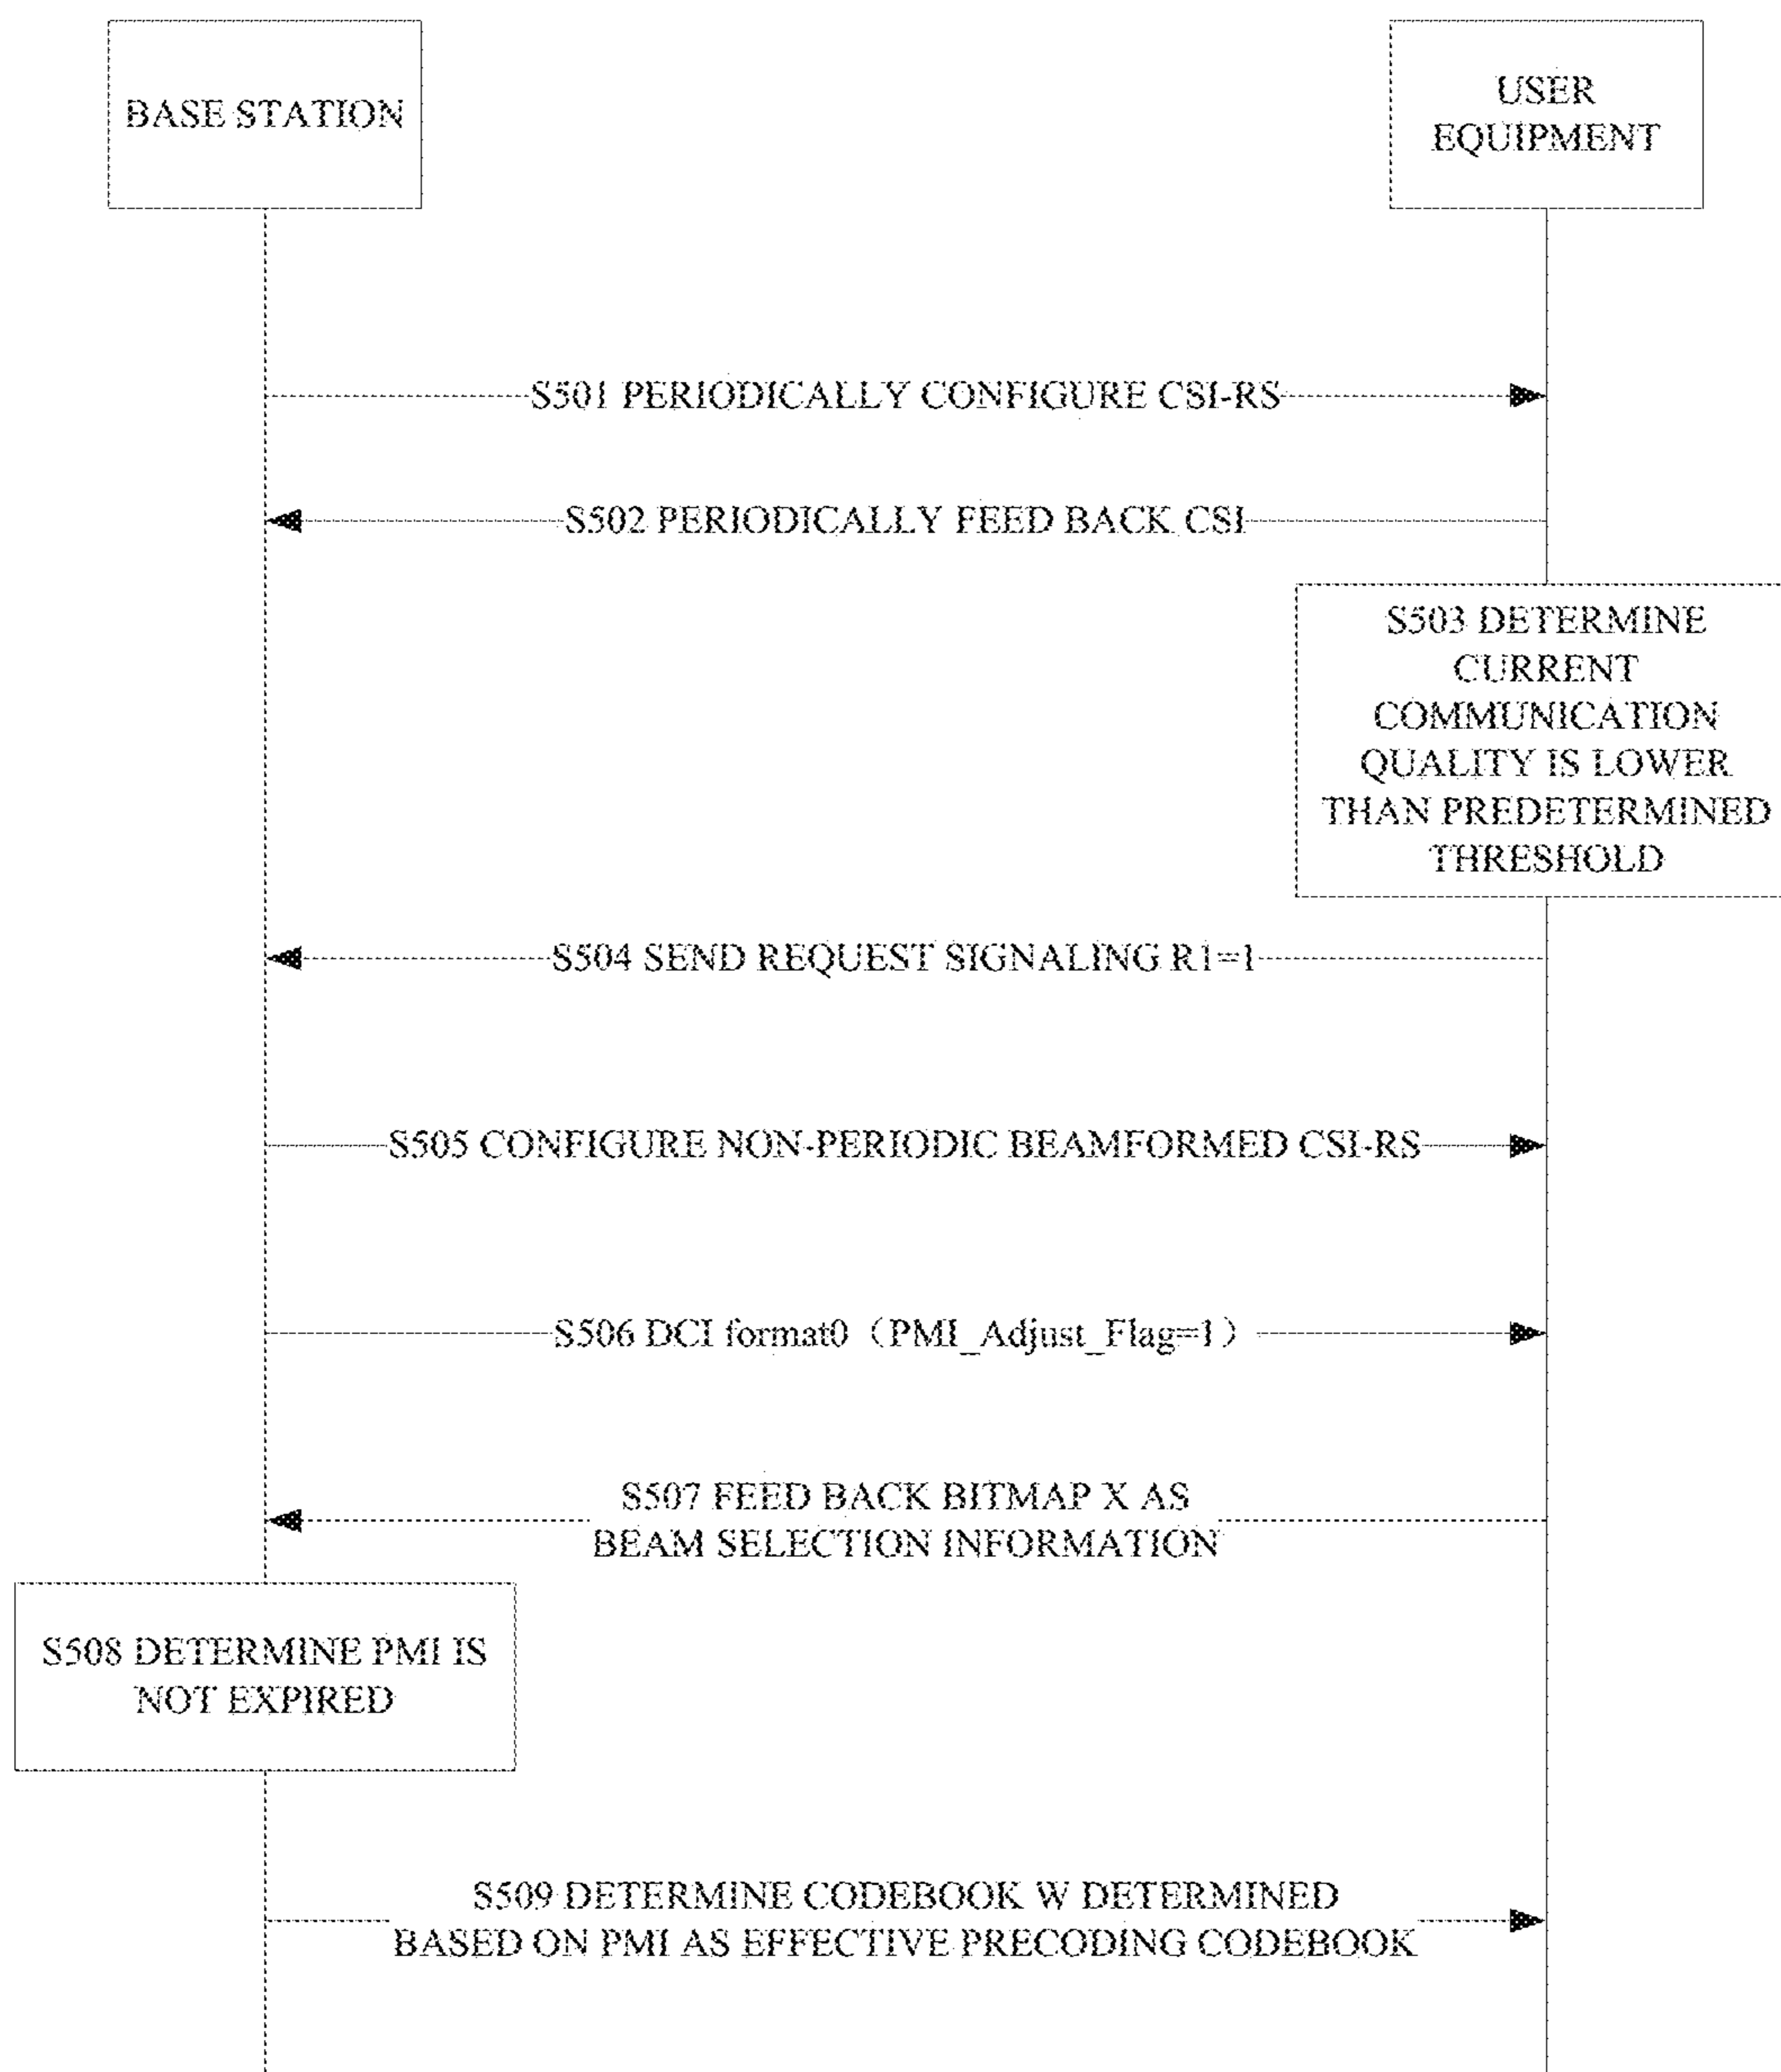 BASE STATION
USER
EQUIPMENT
S501 PERIODICALLY CONFIGURE CSI-RS
S502 PERIODICALLY FEED BACK CSI
S503 DETERMINE
CURRENT
COMMUNICATION
QUALITY IS LOWER
THAN PREDETERMINED
THRESHOLD
S504 SEND REQUEST SIGNALING R1=1
S505 CONFIGURE NON-PERIODIC BEAMFORMED CSI-RS
S506 DCI format0（PMI_Adjust_Flag=1）
S507 FEED BACK BITMAP X AS
BEAM SELECTION INFORMATION
S508 DETERMINE PMI IS
NOT EXPIRED
S509 DETERMINE CODEBOOK W DETERMINED
BASED ON PMI AS EFFECTIVE PRECODING CODEBOOK